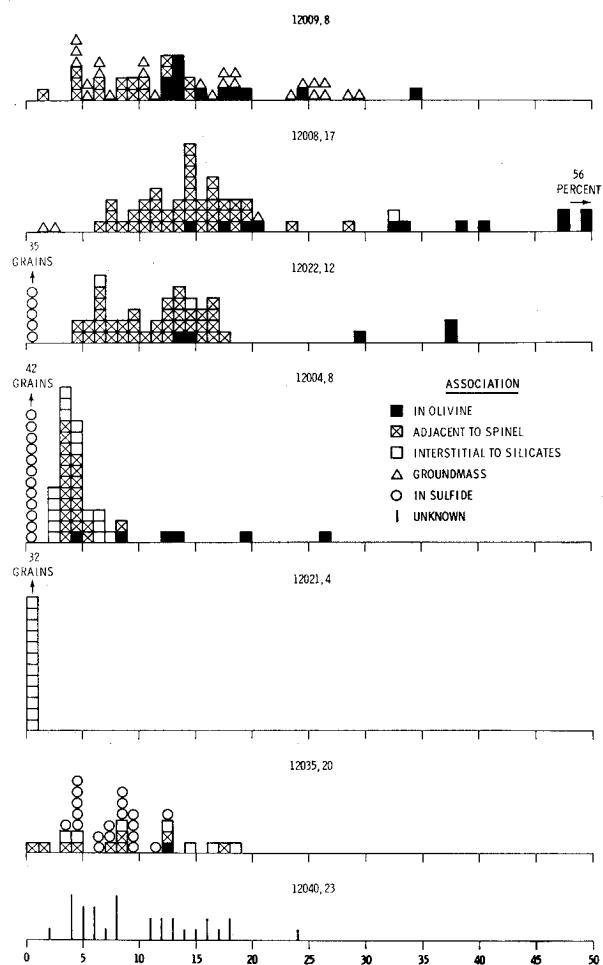 12009,8
12008,17
56
PERCENT
35
GRAINS
12022,12
42
GRAINS
12004,8
ASSOCIATION
IN OLIVINE
ADJACENT TO SPINEL
INTERSTITIAL TO SILICATES
GROUNDMASS
IN SULFIDE
UNKNOWN
32
GRAINS
12021,4
12035,20
12040,23
0 5 10 15 20 25 30 35 40 45 50